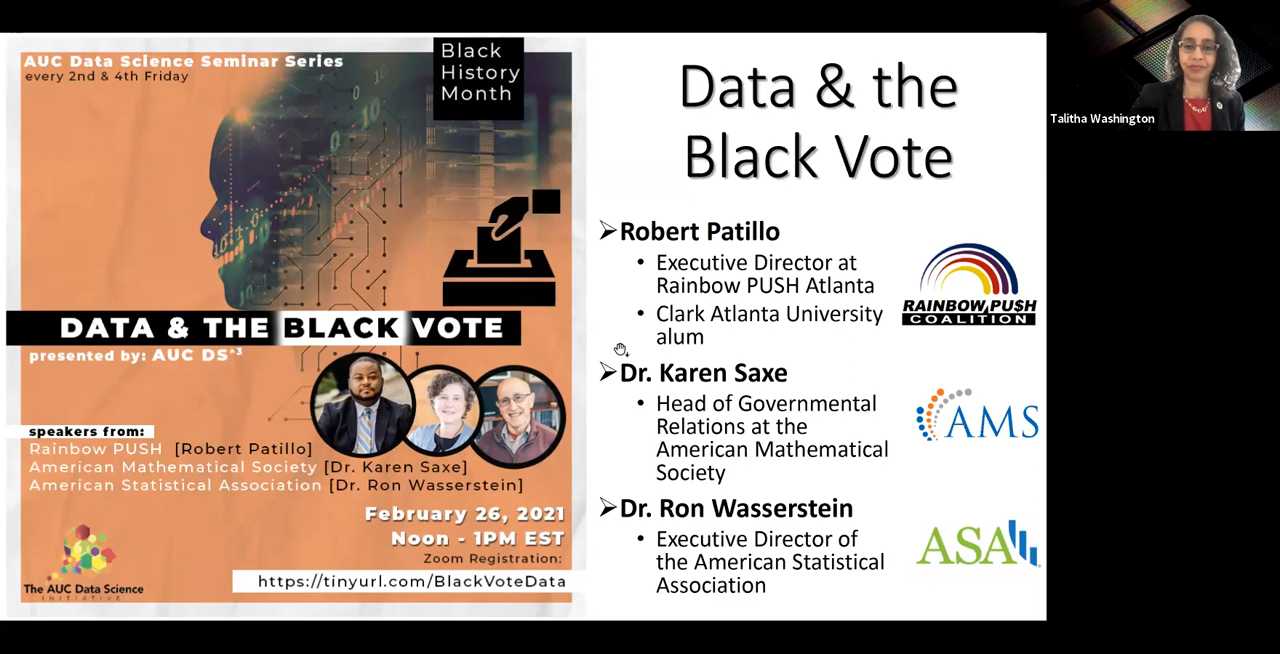 AUC Data Science Seminar Series
every 2nd & 4th Friday
Black
History
Month
DATA & THE BLACK VOTE
presented by: AUC DS^3
speakers from:
Rainbow PUSH [Robert Patillo]
American Mathematical Society [Dr. Karen Saxe]
American Statistical Association [Dr. Ron Wasserstein]
February 26, 2021
Noon - 1PM EST
Zoom Registration:
https://tinyurl.com/BlackVoteData
The AUC Data Science
INITIATIVE
Data & the
Black Vote
Robert Patillo
Executive Director at
Rainbow PUSH Atlanta
Clark Atlanta University
alum
RAINBOW PU$H
COALITION
Dr. Karen Saxe
Head of Governmental
Relations at the
American Mathematical
Society
AMS
Dr. Ron Wasserstein
Executive Director of
the American Statistical
Association
ASA
Talitha Washington